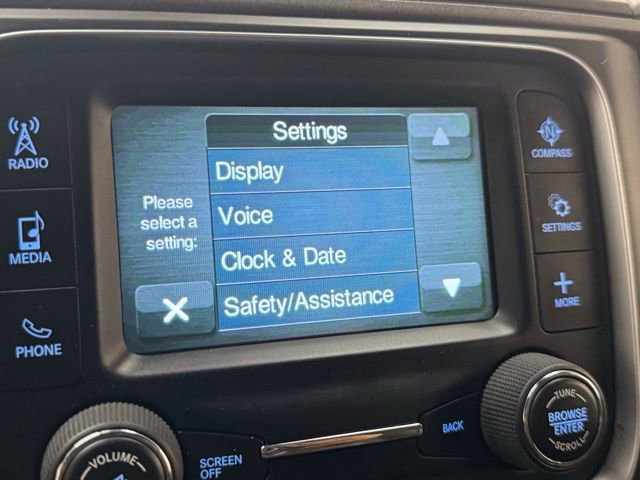 RADIO
MEDIA
PHONE
Settings
Please
select a
setting:
Display
Voice
Clock & Date
Safety/Assistance
N
COMPASS
SETTINGS
MORE
VOLUME
SCREEN
OFF
BACK
TUNE
BROWSE
ENTER
SCROLL